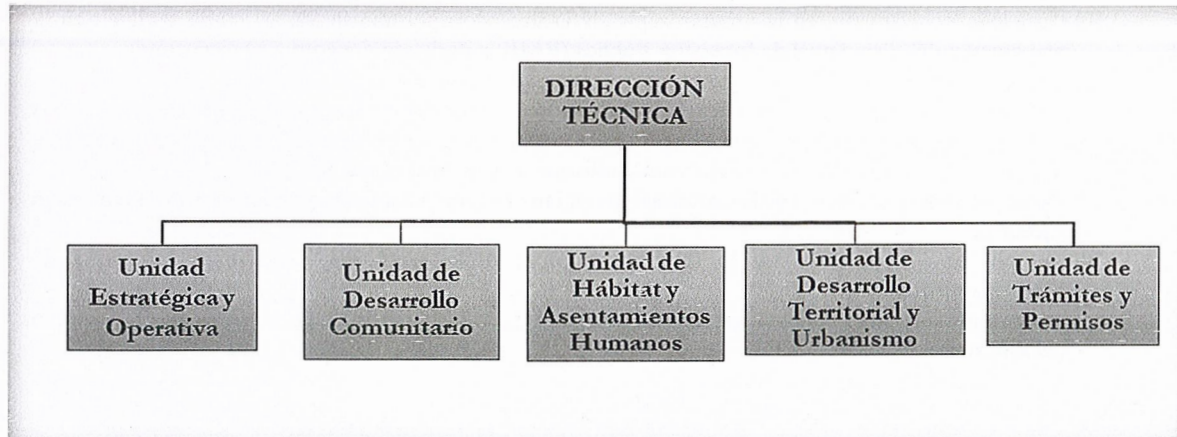 DIRECCIÓN
TÉCNICA
Unidad
Estratégica y
Operativa
Unidad de
Desarrollo
Comunitario
Unidad de
Hábitat y
Asentamientos
Humanos
Unidad de
Desarrollo
Territorial y
Urbanismo
Unidad de
Trámites y
Permisos